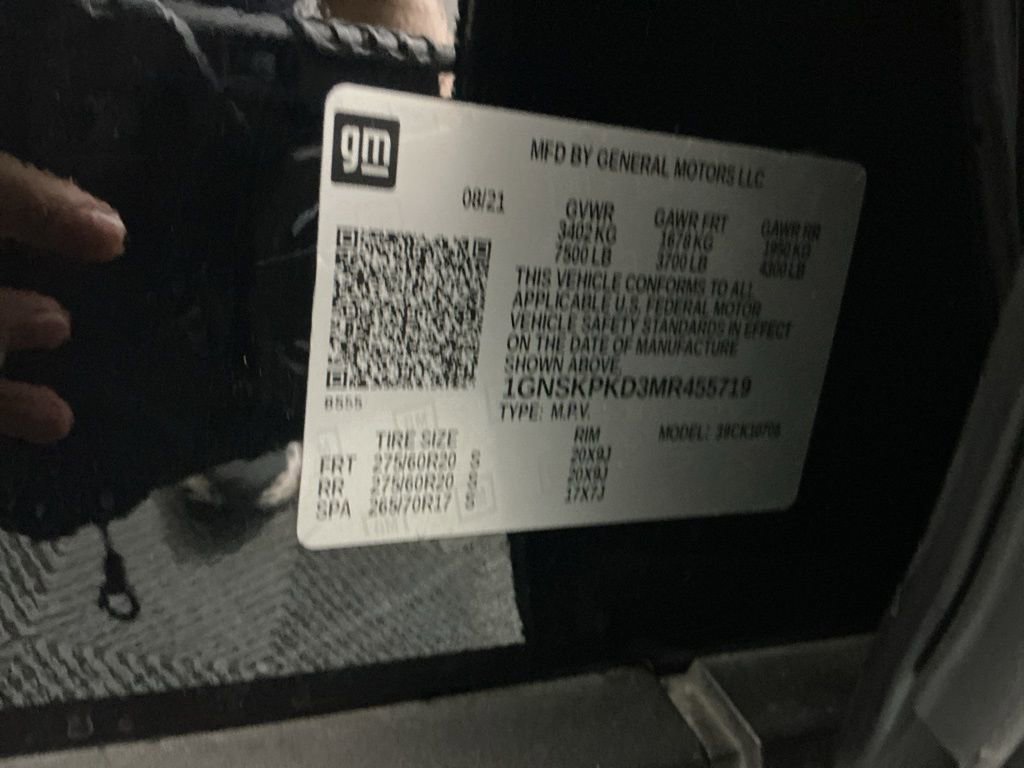 gm
MFD BY GENERAL MOTORS LLC
08/21
GVWR GAWR FRT GAWR RR
3402 KG 1678 KG 1950 KG
7500 LB 3700 LB 4300 LB
THIS VEHICLE CONFORMS TO ALL
APPLICABLE U.S. FEDERAL MOTOR
VEHICLE SAFETY STANDARDS IN EFFECT
ON THE DATE OF MANUFACTURE
SHOWN ABOVE.
1GNSKPKD3MR455719
TYPE: M.P.V.
MODEL:
B555
TIRE SIZE RIM
FRT 275/60R20 S 20X9J
RR 275/60R20 S 20X9J
SPA 265/70R17 S 17X7J